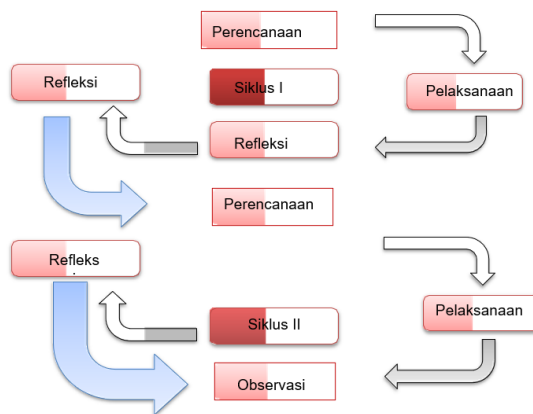 Perencanaan
Refleksi
Siklus I
Pelaksanaan
Refleksi
Perencanaan
Refleks
.
Siklus II
Pelaksanaan
Observasi